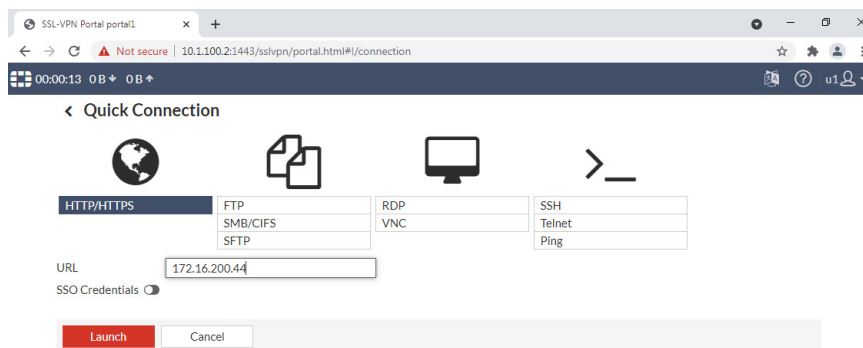 SSL-VPN Portal portal1
Not secure | 10.1.100.2:1443/sslvpn/portal.html#!/connection
00:00:13 0 B 0 B u1
Quick Connection
HTTP/HTTPS FTP RDP SSH
SMB/CIFS VNC Telnet
SFTP Ping
URL 172.16.200.44
SSO Credentials
Launch Cancel